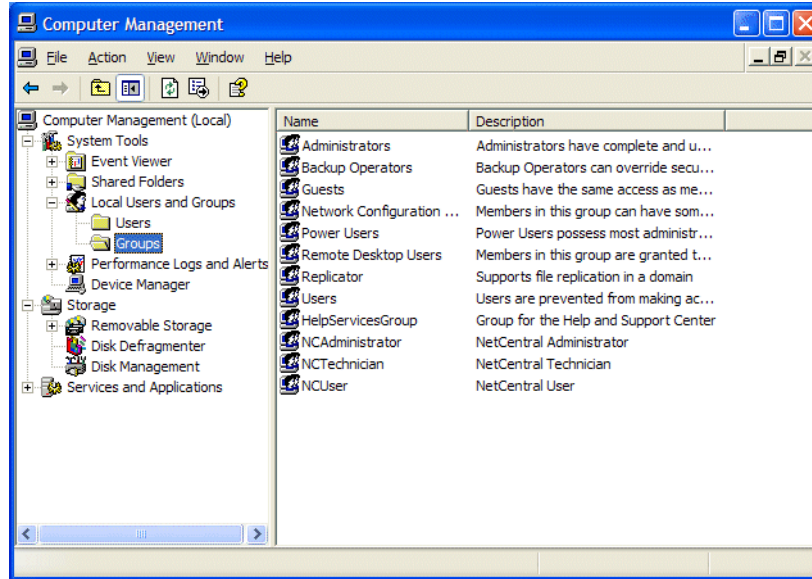 Computer Management
File Action View Window Help
Computer Management (Local)
System Tools
Event Viewer
Shared Folders
Local Users and Groups
Users
Groups
Performance Logs and Alerts
Device Manager
Storage
Removable Storage
Disk Defragmenter
Disk Management
Services and Applications
Name Description
Administrators Administrators have complete and u...
Backup Operators Backup Operators can override secu...
Guests Guests have the same access as me...
Network Configuration ... Members in this group can have som...
Power Users Power Users possess most administr...
Remote Desktop Users Members in this group are granted t...
Replicator Supports file replication in a domain
Users Users are prevented from making ac...
HelpServicesGroup Group for the Help and Support Center
NCAdministrator NetCentral Administrator
NCTechnician NetCentral Technician
NCUser NetCentral User